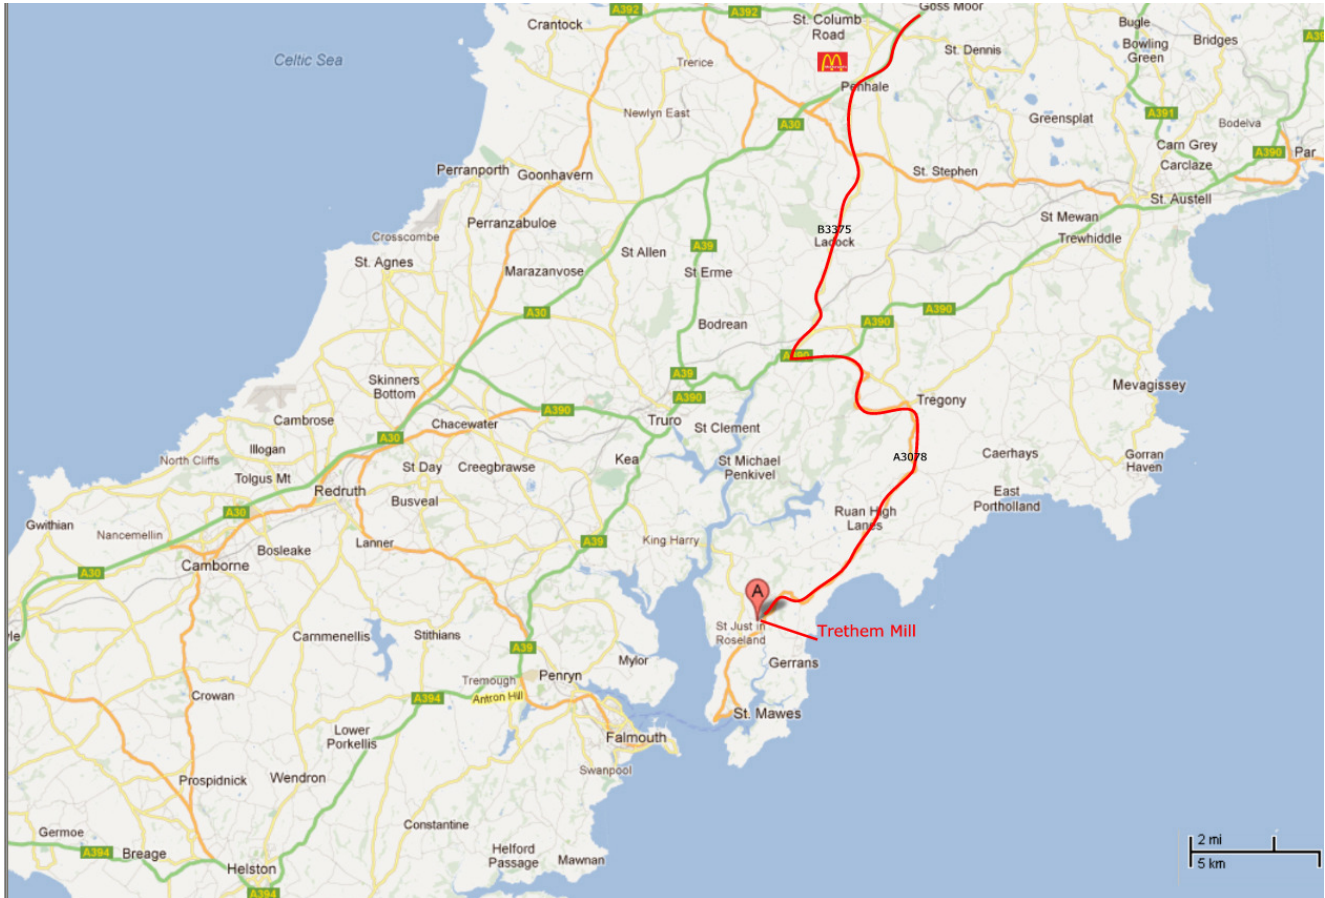 Goss Moor
A392
A392
Crantock
St. Columb
Road
Bugle
Bowling
Green
Bridges
St. Dennis
Celtic Sea
Trerice
Penhale
Newlyn East
A30
Greensplat
A391
Bodelva
Carn Grey
Carclaze
A390
Par
Perranporth
Goonhavern
St. Stephen
St. Austell
Perranzabuloe
St Mewan
Trewhiddle
B3375
Ladock
Crosscombe
St. Agnes
St Allen
A39
Marazanvose
St Erme
Gorran
Churchtown
A30
A390
A390
Bodrean
A390
Skinners
Bottom
A39
A390
Mevagissey
Tregony
Cambrose
Chacewater
A390
Truro
St Clement
A30
Illogan
North Cliffs
Tolgus Mt
St Day
Creegbrawse
Kea
St Michael
Penkivel
A3078
Caerhays
Gorran
Haven
Redruth
Busveal
East
Portholland
Gwithian
A30
Nancemellin
Ruan High
Lanes
Lanner
King Harry
A39
Bosleake
Camborne
A30
A
St Just in
Roseland
Trethem Mill
Carnmenellis
Stithians
A39
Mylor
Gerrans
Tremough
Penryn
Crowan
A394
Antron Hill
St. Mawes
Lower
Porkellis
Falmouth
Swanpool
Prospidnick
Wendron
Constantine
Germoe
A394
Breage
Helford
Passage
Mawnan
Helston
A394
2 mi
5 km